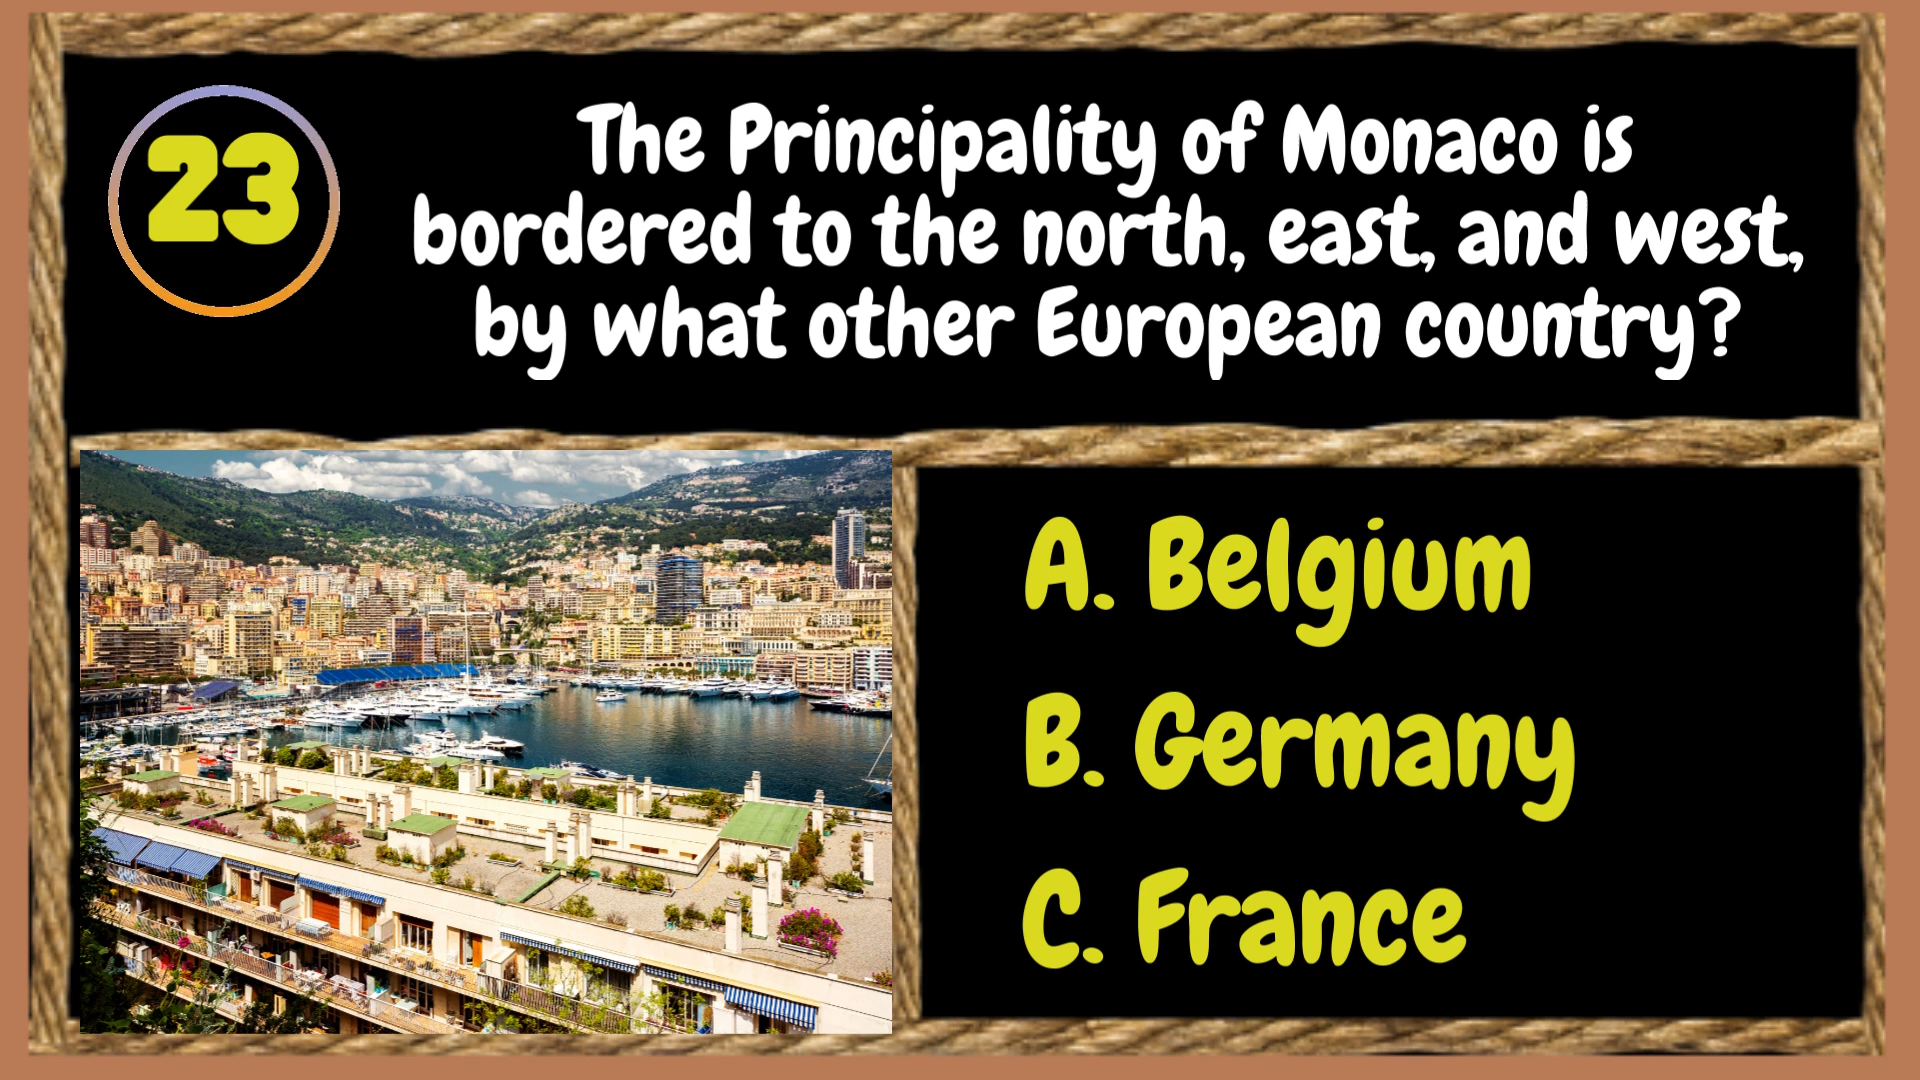 23
The Principality of Monaco is
bordered to the north, east, and west,
by what other European country?
A. Belgium
B. Germany
C. France